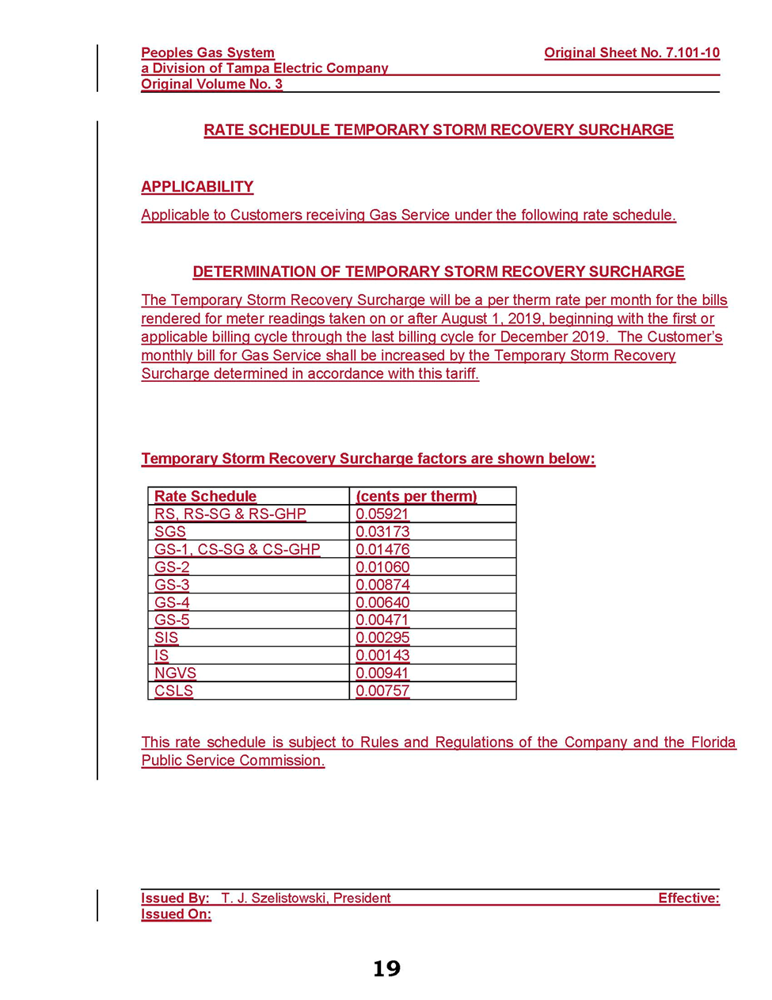 Peoples Gas System Original Sheet No. 7.101-10
a Division of Tampa Electric Company
Original Volume No. 3
RATE SCHEDULE TEMPORARY STORM RECOVERY SURCHARGE
APPLICABILITY
Applicable to Customers receiving Gas Service under the following rate schedule.
DETERMINATION OF TEMPORARY STORM RECOVERY SURCHARGE
The Temporary Storm Recovery Surcharge will be a per therm rate per month for the bills
rendered for meter readings taken on or after August 1, 2019, beginning with the first or
applicable billing cycle through the last billing cycle for December 2019. The Customer's
monthly bill for Gas Service shall be increased by the Temporary Storm Recovery
Surcharge determined in accordance with this tariff.
Temporary Storm Recovery Surcharge factors are shown below:
Rate Schedule (cents per therm)
RS, RS-SG & RS-GHP 0.05921
SGS 0.03173
GS-1, CS-SG & CS-GHP 0.01476
GS-2 0.01060
GS-3 0.00874
GS-4 0.00640
GS-5 0.00471
SIS 0.00295
IS 0.00143
NGVS 0.00941
CSLS 0.00757
This rate schedule is subject to Rules and Regulations of the Company and the Florida
Public Service Commission.
Issued By: T. J. Szelistowski, President Effective:
Issued On:
19